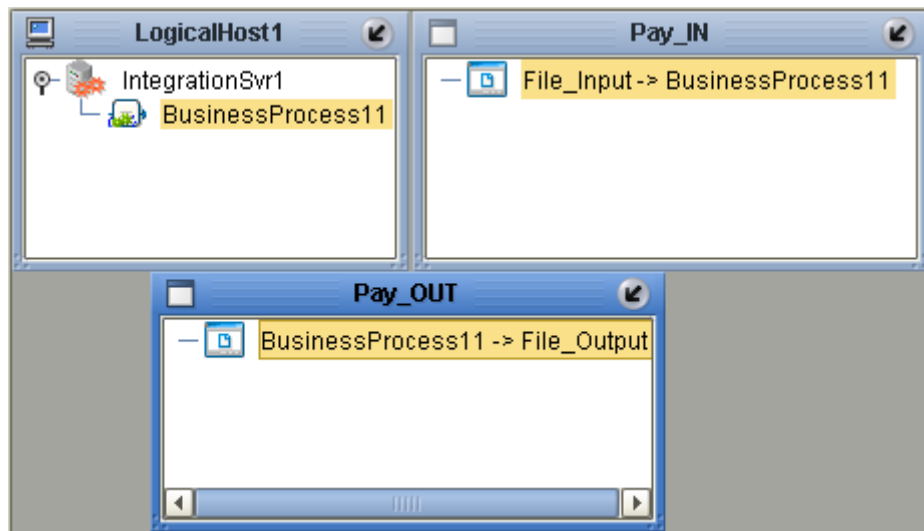 LogicalHost1
IntegrationSvr1
BusinessProcess11
Pay_IN
File_Input -> BusinessProcess11
Pay_OUT
BusinessProcess11 -> File_Output